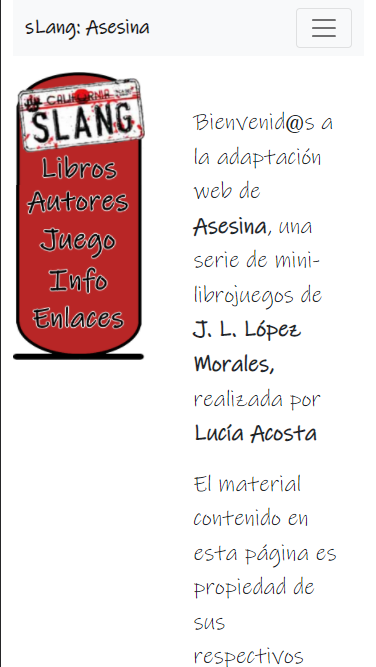 sLang: Asesina
CALIFORNIA
SLANG
Libros
Autores
Juego
Info
Enlaces
Bienvenid@s a
la adaptación
web de
Asesina, una
serie de mini-
librojuegos de
J. L. López
Morales,
realizada por
Lucía Acosta
El material
contenido en
esta página es
propiedad de
sus
respectivos